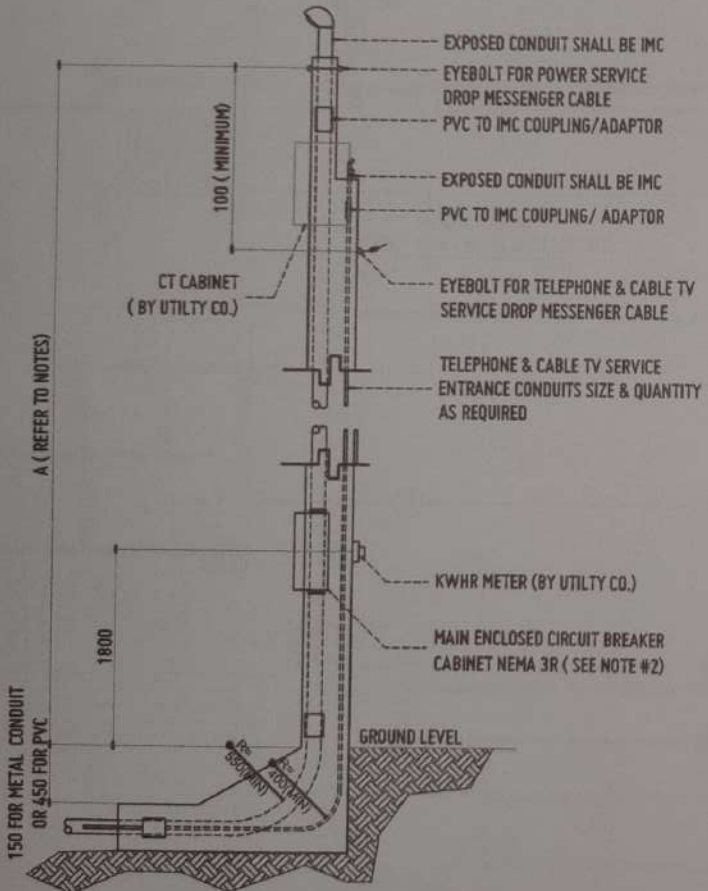 EXPOSED CONDUIT SHALL BE IMC
EYEBOLT FOR POWER SERVICE
DROP MESSENGER CABLE
PVC TO IMC COUPLING/ADAPTOR
100 ( MINIMUM)
EXPOSED CONDUIT SHALL BE IMC
PVC TO IMC COUPLING/ ADAPTOR
CT CABINET
( BY UTILTY CO.)
EYEBOLT FOR TELEPHONE & CABLE TV
SERVICE DROP MESSENGER CABLE
TELEPHONE & CABLE TV SERVICE
ENTRANCE CONDUITS SIZE & QUANTITY
AS REQUIRED
A ( REFER TO NOTES)
KWHR METER (BY UTILTY CO.)
MAIN ENCLOSED CIRCUIT BREAKER
CABINET NEMA 3R ( SEE NOTE #2)
1800
GROUND LEVEL
150 FOR METAL CONDUIT
OR 450 FOR PVC
R=
550(MIN)
R=
400(MIN)